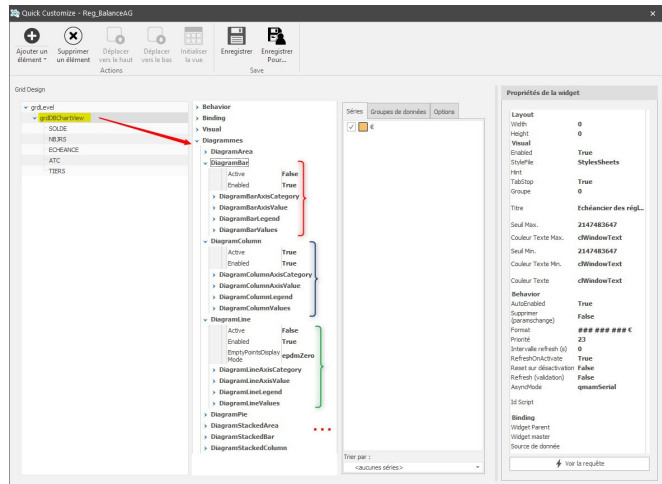 Quick Customize - Reg_BalanceAG
Ajouter un élément
Supprimer un élément
Déplacer vers le haut
Déplacer vers le bas
Initialiser la vue
Enregistrer
Enregistrer Pour...
Actions
Save
Grid Design
grdLevel
grdDBChartView
SOLDE
NBJRS
ECHEANCE
ATC
TIERS
Behavior
Binding
Visual
Diagrammes
DiagramArea
DiagramBar
Active False
Enabled True
DiagramBarAxisCategory
DiagramBarAxisValue
DiagramBarLegend
DiagramBarValues
DiagramColumn
Active True
Enabled True
DiagramColumnAxisCategory
DiagramColumnAxisValue
DiagramColumnLegend
DiagramColumnValues
DiagramLine
Active False
Enabled True
EmptyPointsDisplay Mode epdmZero
DiagramLineAxisCategory
DiagramLineAxisValue
DiagramLineLegend
DiagramLineValues
DiagramPie
DiagramStackedArea
DiagramStackedBar
DiagramStackedColumn
Séries Groupes de données Options
€
Trier par :
<aucunes séries>
Propriétés de la widget
Layout
Width 0
Height 0
Visual
Enabled True
StyleFile StylesSheets
Hint
TabStop True
Groupe 0
Titre Echéancier des régl...
Seuil Max. 2147483647
Couleur Texte Max. clWindowText
Seuil Min. 2147483647
Couleur Texte Min. clWindowText
Couleur Texte clWindowText
Behavior
AutoEnabled True
Supprimer (paramschange) False
Format ### ### ### €
Priorité 23
Intervalle refresh (s) 0
RefreshOnActivate True
Reset sur désactivation False
Refresh (validation) False
AsyncMode qmamSerial
Id Script
Binding
Widget Parent
Widget master
Source de donnée
Voir la requête